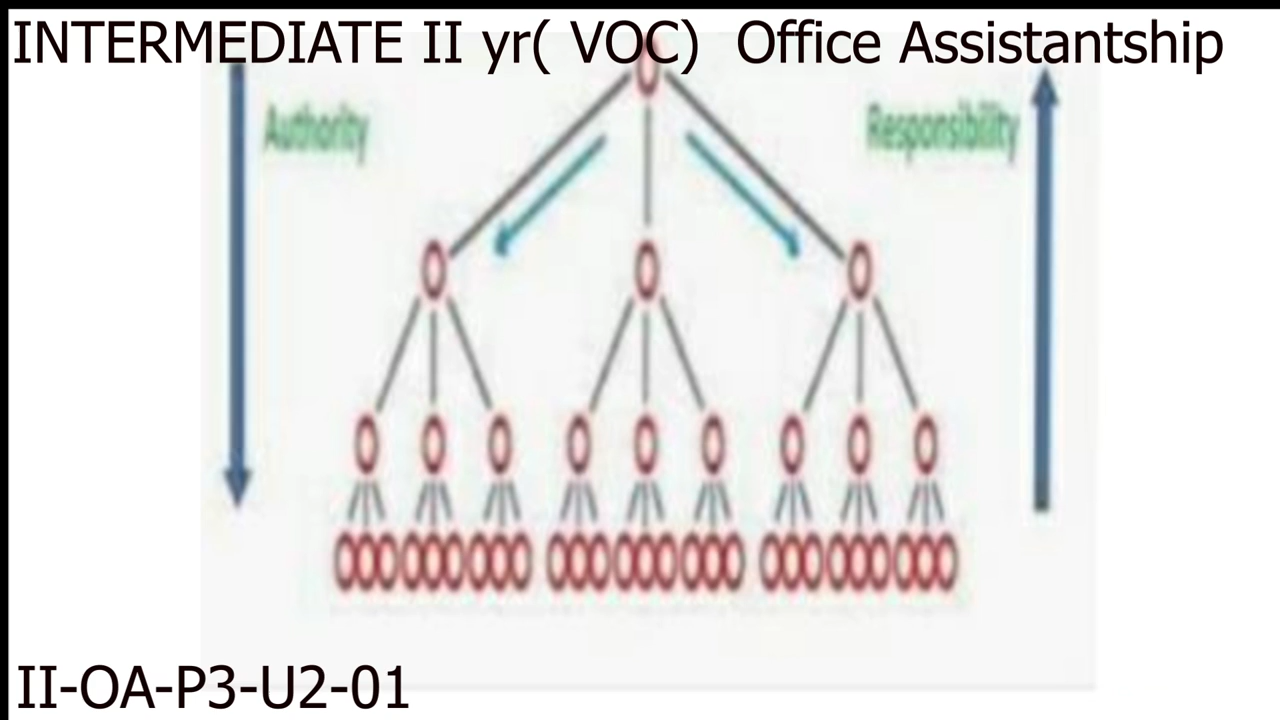 INTERMEDIATE II yr( VOC)  Office Assistantship
Authority
Responsibility
II-OA-P3-U2-01